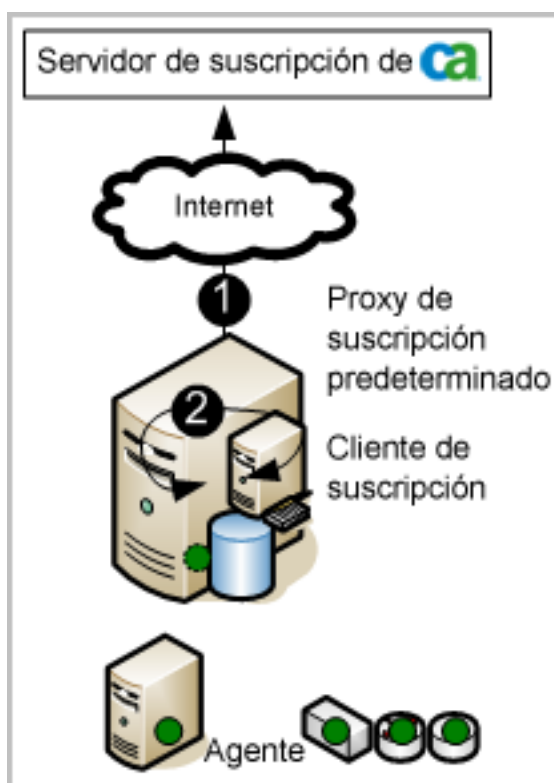 Servidor de suscripción de ca
Internet
1
Proxy de
suscripción
predeterminado
2
Cliente de
suscripción
Agente